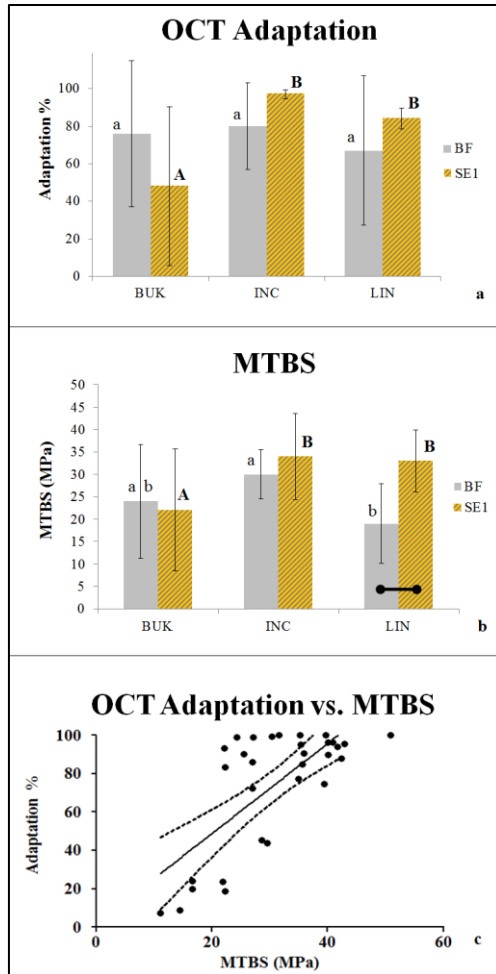 OCT Adaptation
100
80
60
40
20
0
Adaptation %
a
A
a
B
a
B
BF
SE1
BUK
INC
LIN
a
MTBS
50
45
40
35
30
25
20
15
10
5
0
MTBS (MPa)
a b
A
a
B
b
B
BF
SE1
BUK
INC
LIN
b
OCT Adaptation vs. MTBS
100
80
60
40
20
0
Adaptation %
0
20
40
60
MTBS (MPa)
c